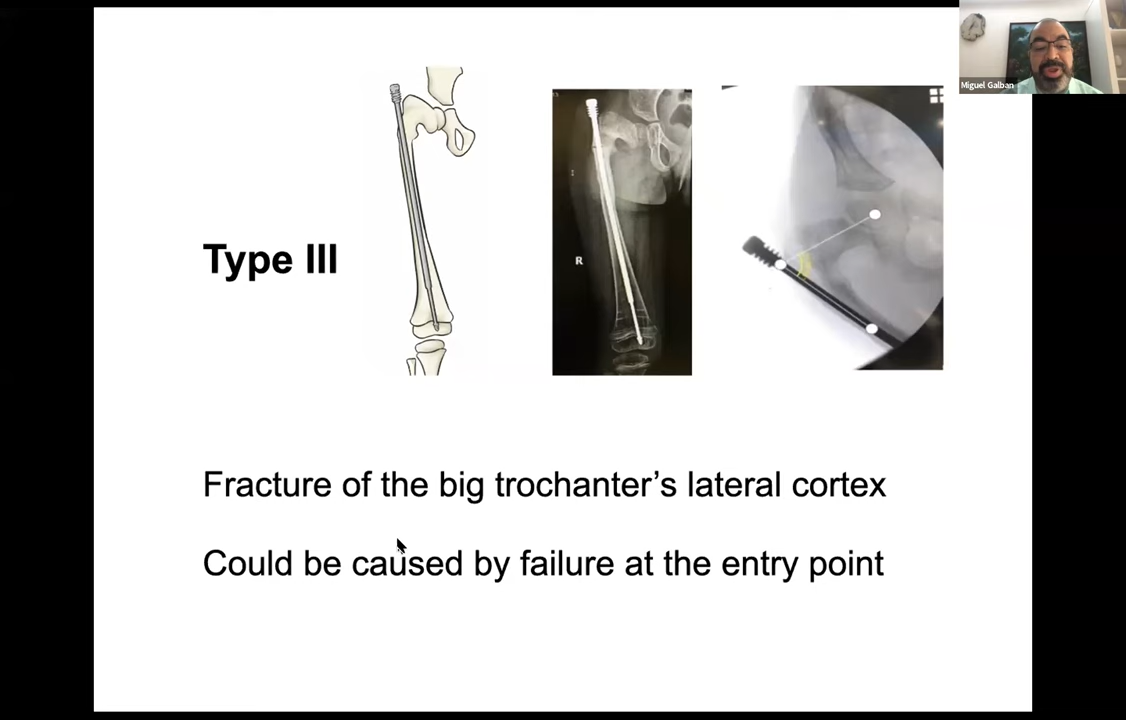 Miguel Galban
R
Type III
Fracture of the big trochanter’s lateral cortex
Could be caused by failure at the entry point